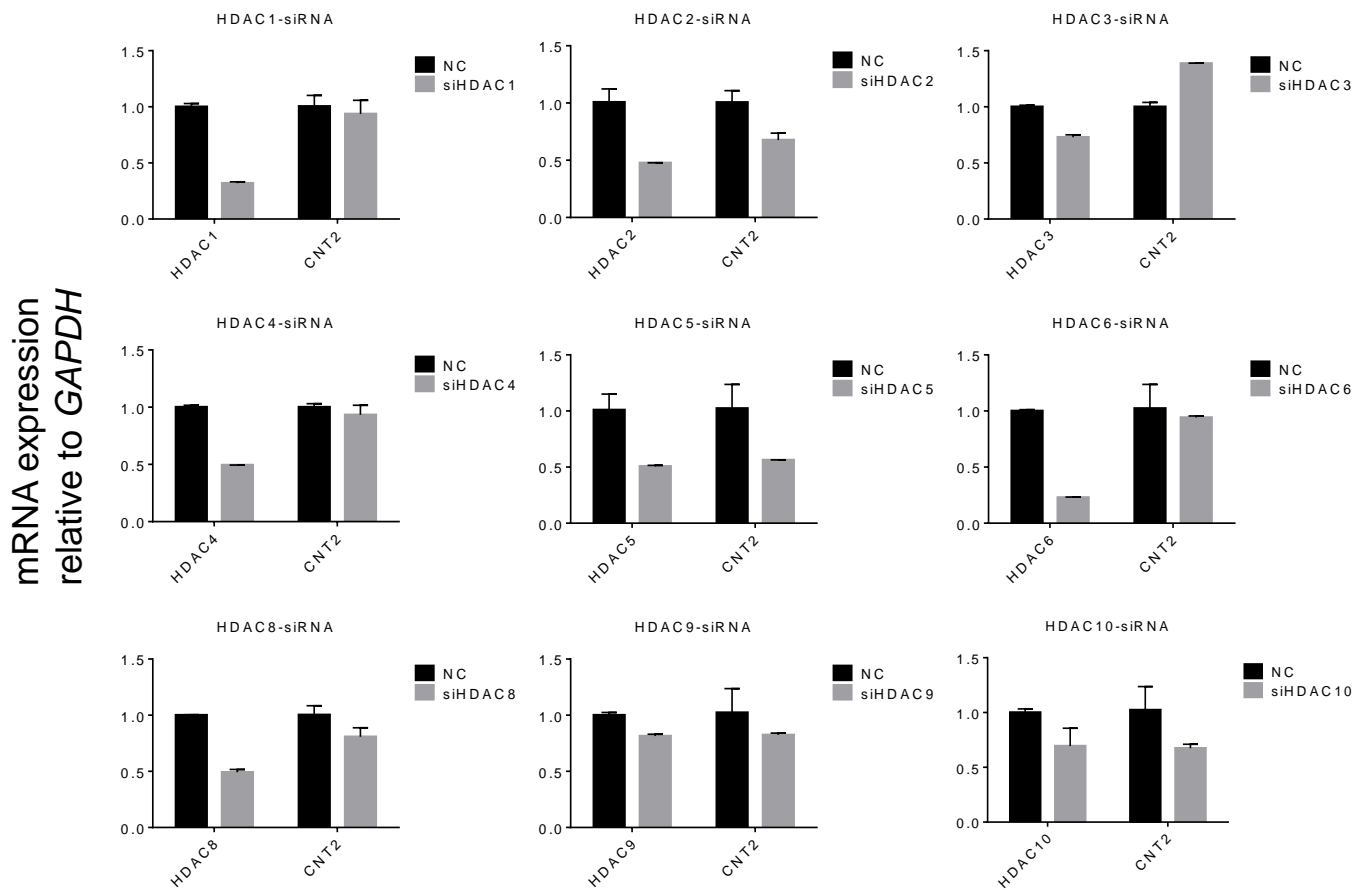 mRNA expression
relative to GAPDH
HDAC1-siRNA
1.5
1.0
0.5
0.0
HDAC1
CNT2
NC
siHDAC1
HDAC2-siRNA
1.5
1.0
0.5
0.0
HDAC2
CNT2
NC
siHDAC2
HDAC3-siRNA
1.5
1.0
0.5
0.0
HDAC3
CNT2
NC
siHDAC3
HDAC4-siRNA
1.5
1.0
0.5
0.0
HDAC4
CNT2
NC
siHDAC4
HDAC5-siRNA
1.5
1.0
0.5
0.0
HDAC5
CNT2
NC
siHDAC5
HDAC6-siRNA
1.5
1.0
0.5
0.0
HDAC6
CNT2
NC
siHDAC6
HDAC8-siRNA
1.5
1.0
0.5
0.0
HDAC8
CNT2
NC
siHDAC8
HDAC9-siRNA
1.5
1.0
0.5
0.0
HDAC9
CNT2
NC
siHDAC9
HDAC10-siRNA
1.5
1.0
0.5
0.0
HDAC10
CNT2
NC
siHDAC10